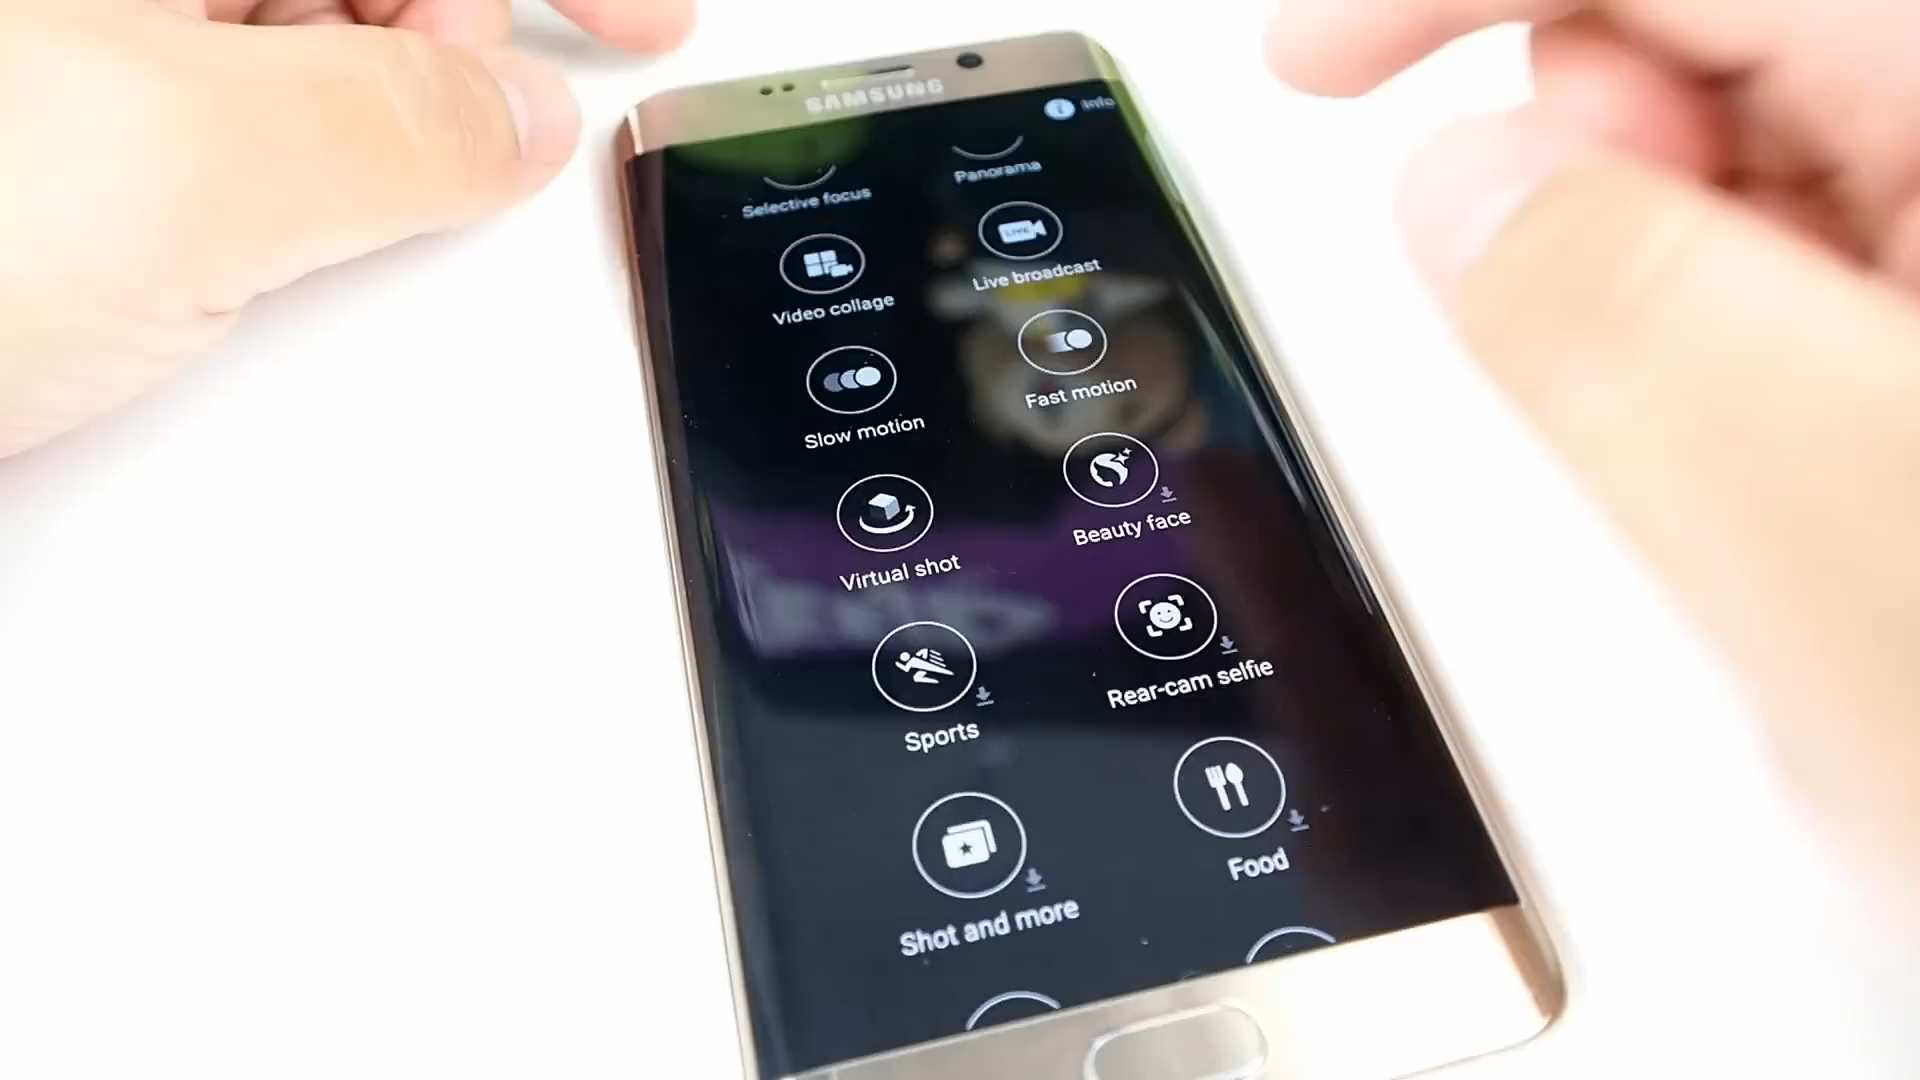 SAMSUNG
Info
Selective focus
Panorama
Video collage
LIVE
Live broadcast
Slow motion
Fast motion
Virtual shot
Beauty face
Sports
Rear-cam selfie
Shot and more
Food